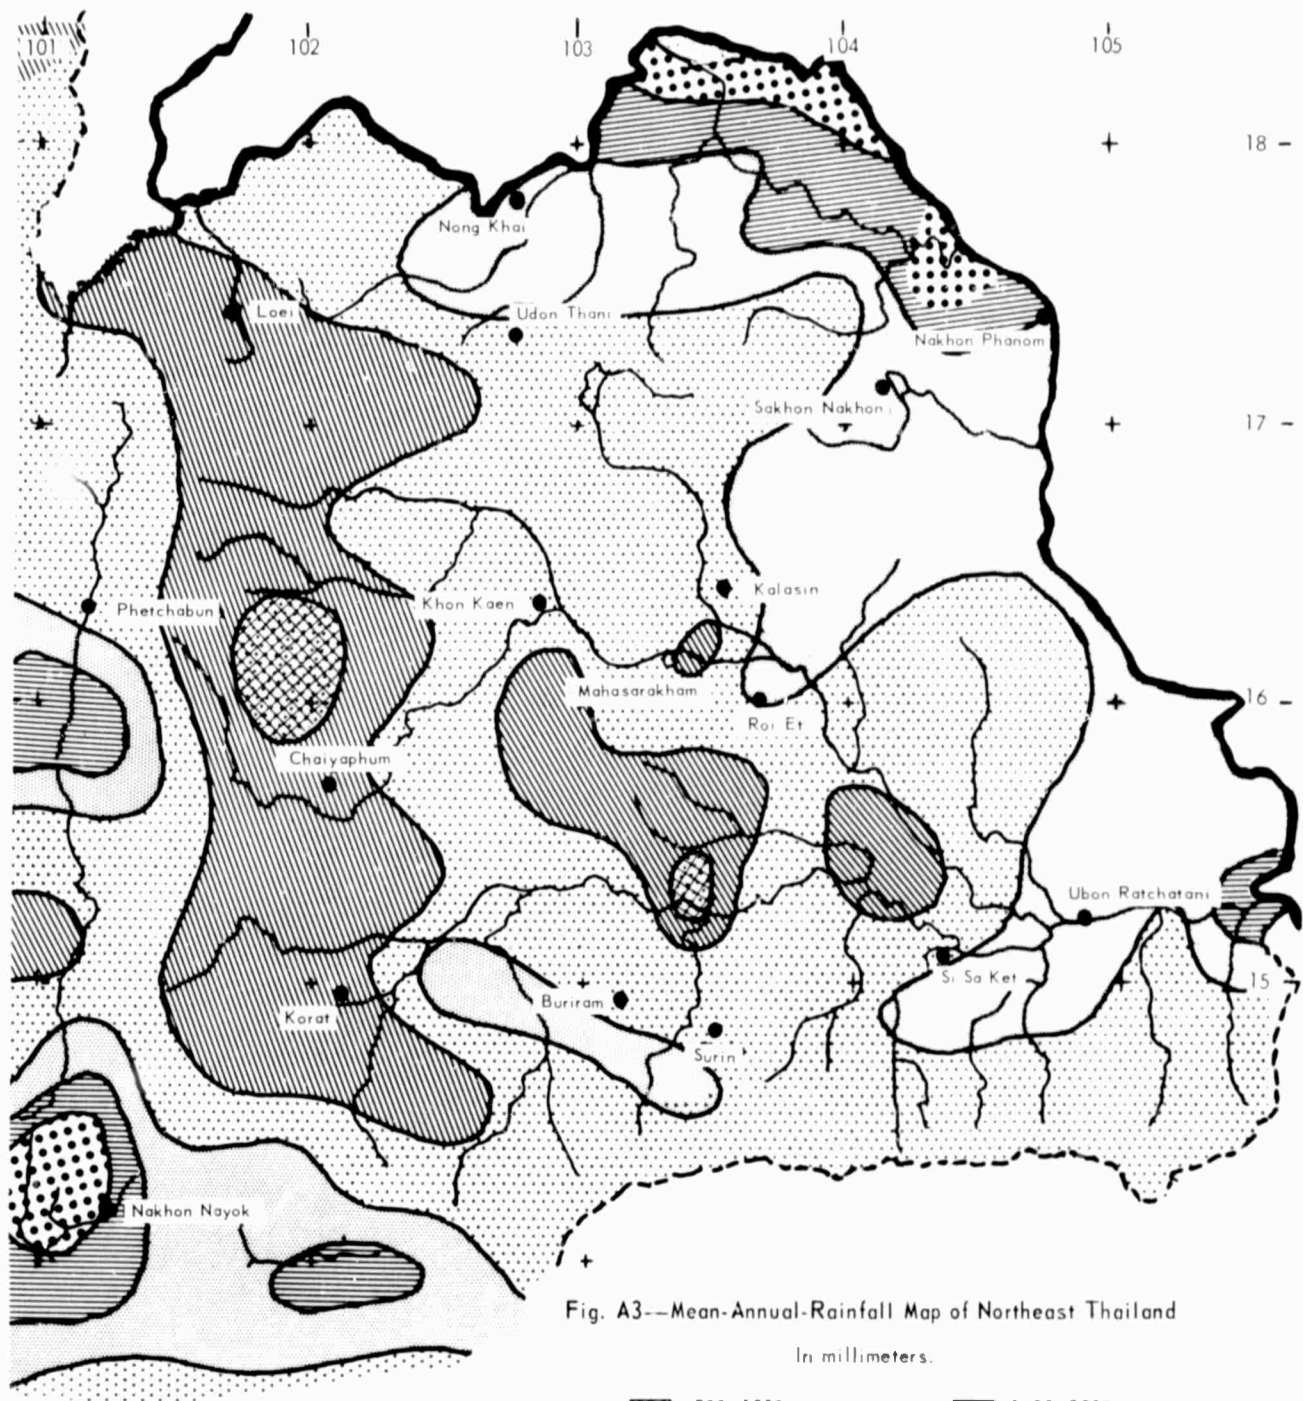 101 102 103 104 105
18
Nong Khai
Loei
Udon Thani
Nakhon Phanom
Sakhon Nakhon
17
Phetchabun
Khon Kaen
Kalasin
Mahasarakham
16
Roi Et
Chaiyaphum
Ubon Ratchatani
Si Sa Ket
15
Buriram
Korat
Surin
Nakhon Nayok
Fig. A3--Mean-Annual-Rainfall Map of Northeast Thailand
In millimeters.